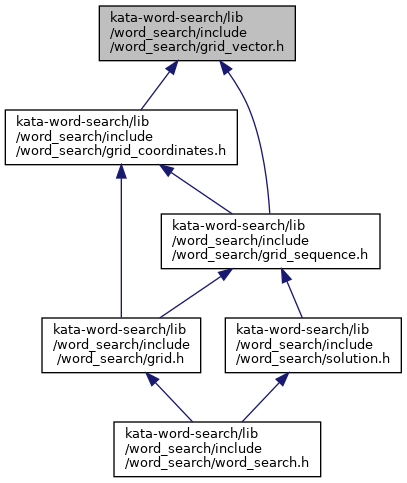 kata-word-search/lib
/word_search/include
/word_search/grid_vector.h
kata-word-search/lib
/word_search/include
/word_search/grid_coordinates.h
kata-word-search/lib
/word_search/include
/word_search/grid_sequence.h
kata-word-search/lib
/word_search/include
/word_search/grid.h
kata-word-search/lib
/word_search/include
/word_search/solution.h
kata-word-search/lib
/word_search/include
/word_search/word_search.h